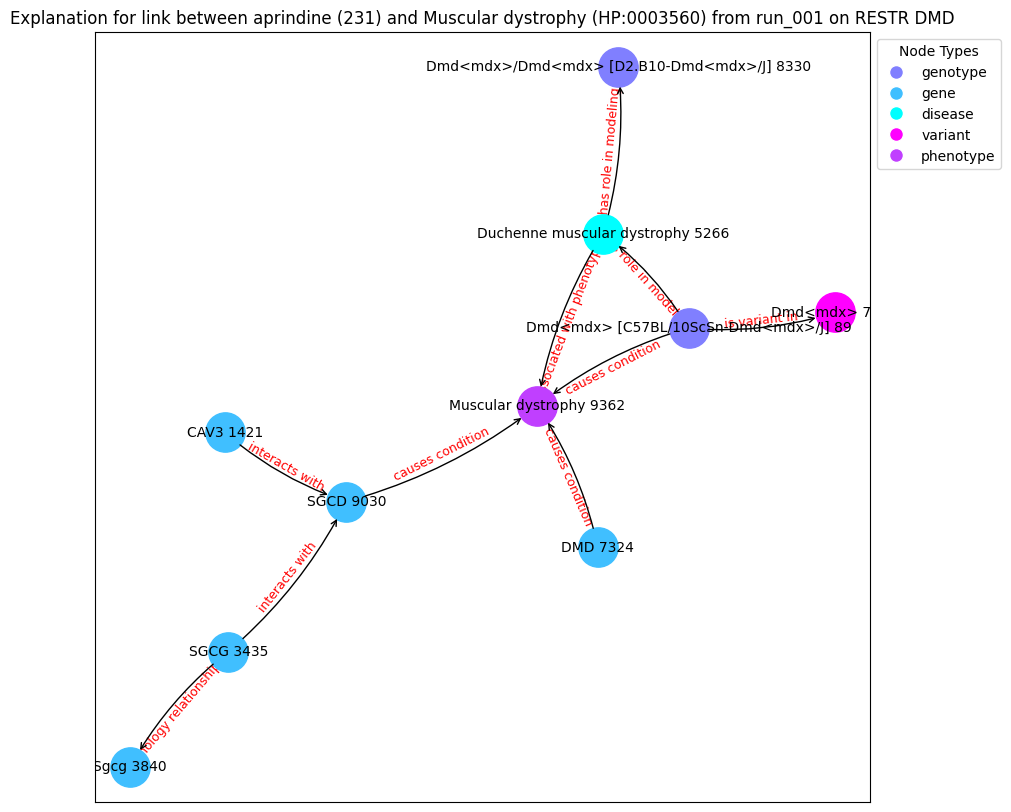 Explanation for link between aprindine (231) and Muscular dystrophy (HP:0003560) from run_001 on RESTR DMD
Node Types
genotype
gene
disease
variant
phenotype
Dmd<mdx>/Dmd<mdx> [D2.B10-Dmd<mdx>/J] 8330
has role in modeling
Duchenne muscular dystrophy 5266
role in model
sociated with phenotyp
Dmd<mdx> 7
is variant in
Dmd<mdx> [C57BL/10ScSn-Dmd<mdx>/J] 89
causes condition
Muscular dystrophy 9362
CAV3 1421
interacts with
causes condition
causes condition
SGCD 9030
DMD 7324
interacts with
SGCG 3435
ology relationship
Sgcg 3840